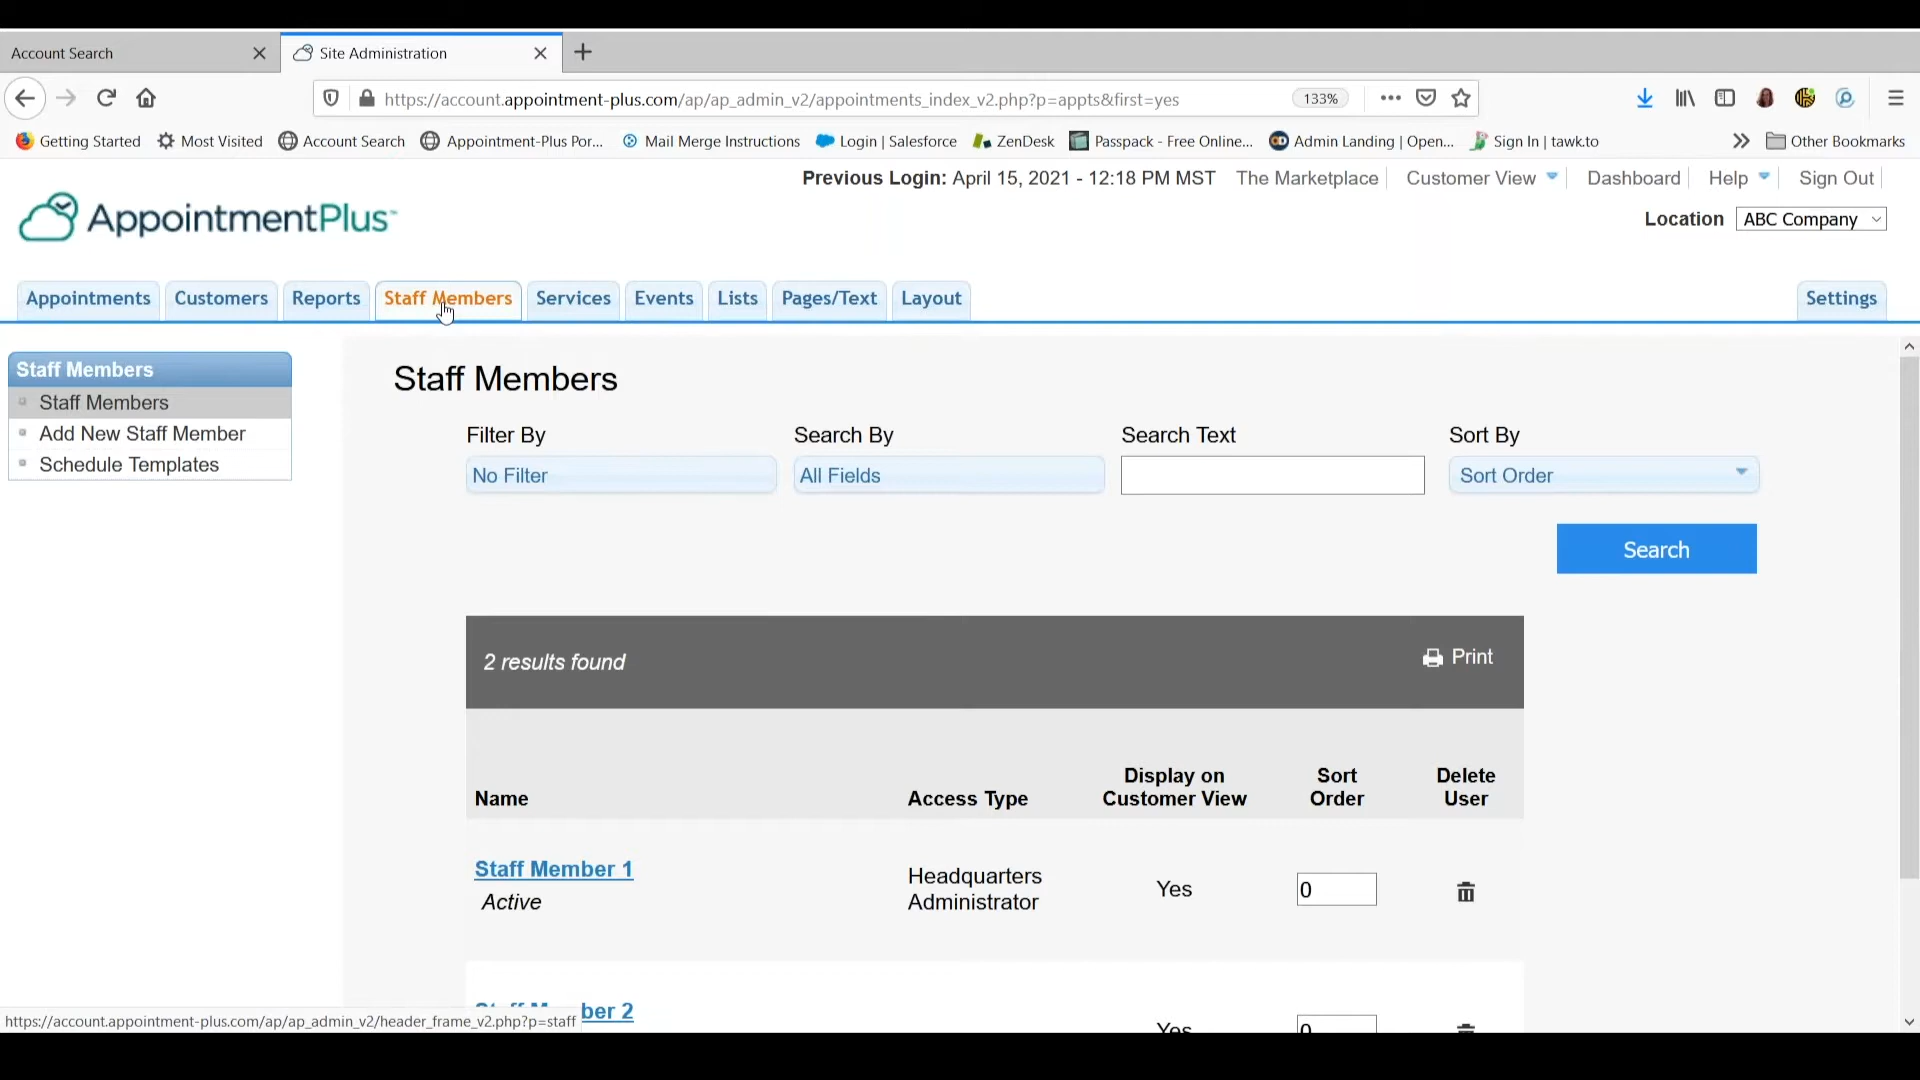 Account Search
Site Administration
https://account.appointment-plus.com/ap/ap_admin_v2/appointments_index_v2.php?p=appts&first=yes
133%
Getting Started
Most Visited
Account Search
Appointment-Plus Por...
Mail Merge Instructions
Login | Salesforce
ZenDesk
Passpack - Free Online...
Admin Landing | Open...
Sign In | tawk.to
Other Bookmarks
Previous Login: April 15, 2021 - 12:18 PM MST
The Marketplace
Customer View
Dashboard
Help
Sign Out
AppointmentPlus
Location
ABC Company
Appointments
Customers
Reports
Staff Members
Services
Events
Lists
Pages/Text
Layout
Settings
Staff Members
Staff Members
Add New Staff Member
Schedule Templates
Staff Members
Filter By
Search By
Search Text
Sort By
No Filter
All Fields
Sort Order
Search
2 results found
Print
Name
Access Type
Display on
Customer View
Sort
Order
Delete
User
Staff Member 1
Active
Headquarters
Administrator
Yes
0
Staff Member 2
Yes
0
https://account.appointment-plus.com/ap/ap_admin_v2/header_frame_v2.php?p=staff